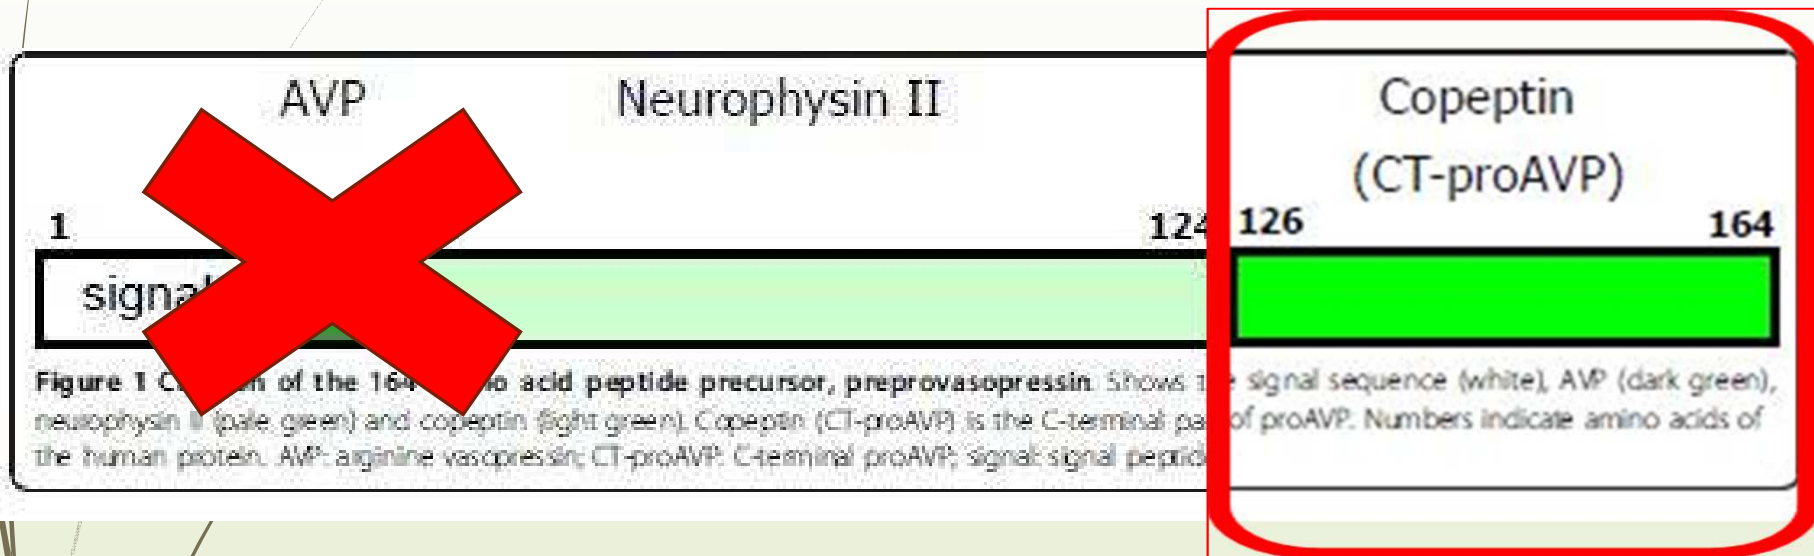 AVP Neurophysin II Copeptin
(CT-proAVP)
1 124 126 164
signal
Figure 1 of the 164 acid peptide precursor, preprovasopressin. Shows signal sequence (white), AVP (dark green),
neurophysin II (pale green) and copeptin (light green). Copeptin (CT-proAVP) is the C-terminal of proAVP. Numbers indicate amino acids of
the human protein. AVP: arginine vasopressin; CT-proAVP: C-terminal proAVP; signal: signal peptide